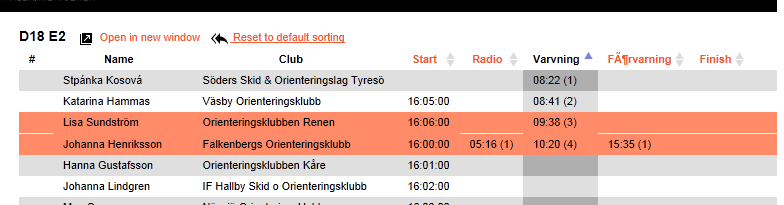 D18 E2 Open in new window Reset to default sorting
# Name Club Start Radio Varvning FÃ¶rvarning Finish
Stpánka Kosová Söders Skid & Orienteringslag Tyresö 08:22 (1)
Katarina Hammas Väsby Orienteringsklubb 16:05:00 08:41 (2)
Lisa Sundström Orienteringsklubben Renen 16:06:00 09:38 (3)
Johanna Henriksson Falkenbergs Orienteringsklubb 16:00:00 05:16 (1) 10:20 (4) 15:35 (1)
Hanna Gustafsson Orienteringsklubben Kåre 16:01:00
Johanna Lindgren IF Hallby Skid o Orienteringsklubb 16:02:00